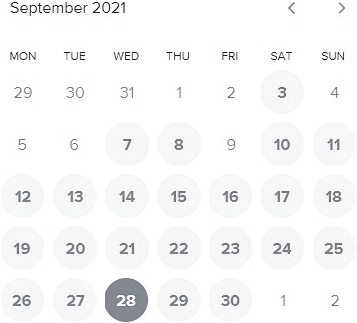 September 2021
MON TUE WED THU FRI SAT SUN
29 30 31 1 2 3 4
5 6 7 8 9 10 11
12 13 14 15 16 17 18
19 20 21 22 23 24 25
26 27 28 29 30 1 2